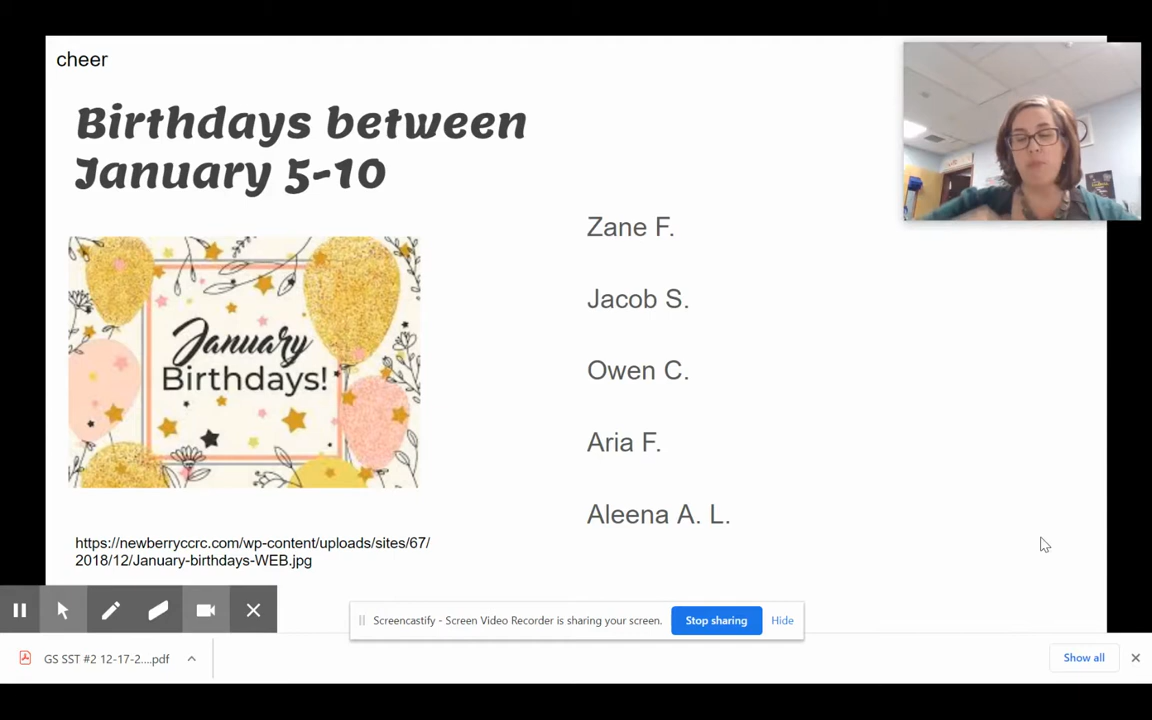 cheer
Birthdays between
January 5-10
Zane F.
January
Birthdays!
Jacob S.
Owen C.
Aria F.
Aleena A. L.
https://newberryccrc.com/wp-content/uploads/sites/67/
2018/12/January-birthdays-WEB.jpg
Screencastify - Screen Video Recorder is sharing your screen.
Stop sharing
Hide
GS SST #2 12-17-2....pdf
Show all